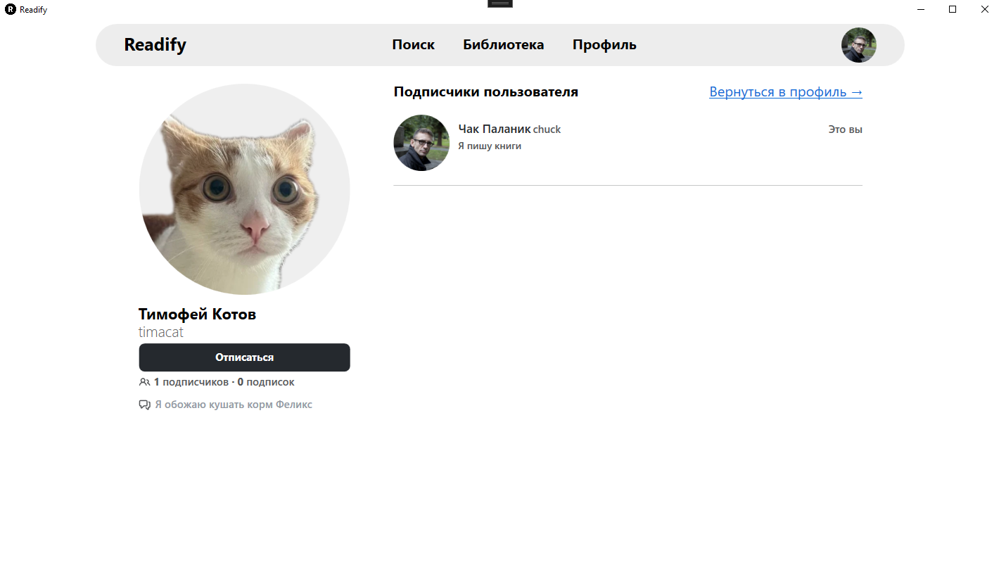 Readify
Readify Поиск Библиотека Профиль
Подписчики пользователя Вернуться в профиль →
Чак Паланик chuck Это вы
Я пишу книги
Тимофей Котов
timacat
Отписаться
1 подписчиков · 0 подписок
Я обожаю кушать корм Феликс